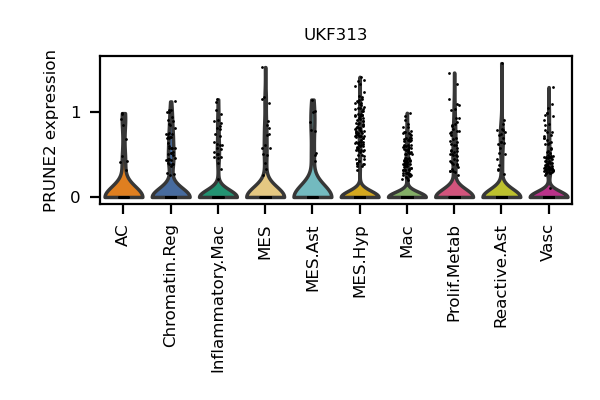 UKF313
PRUNE2 expression
1
0
AC
Chromatin.Reg
Inflammatory.Mac
MES
MES.Ast
MES.Hyp
Mac
Prolif.Metab
Reactive.Ast
Vasc